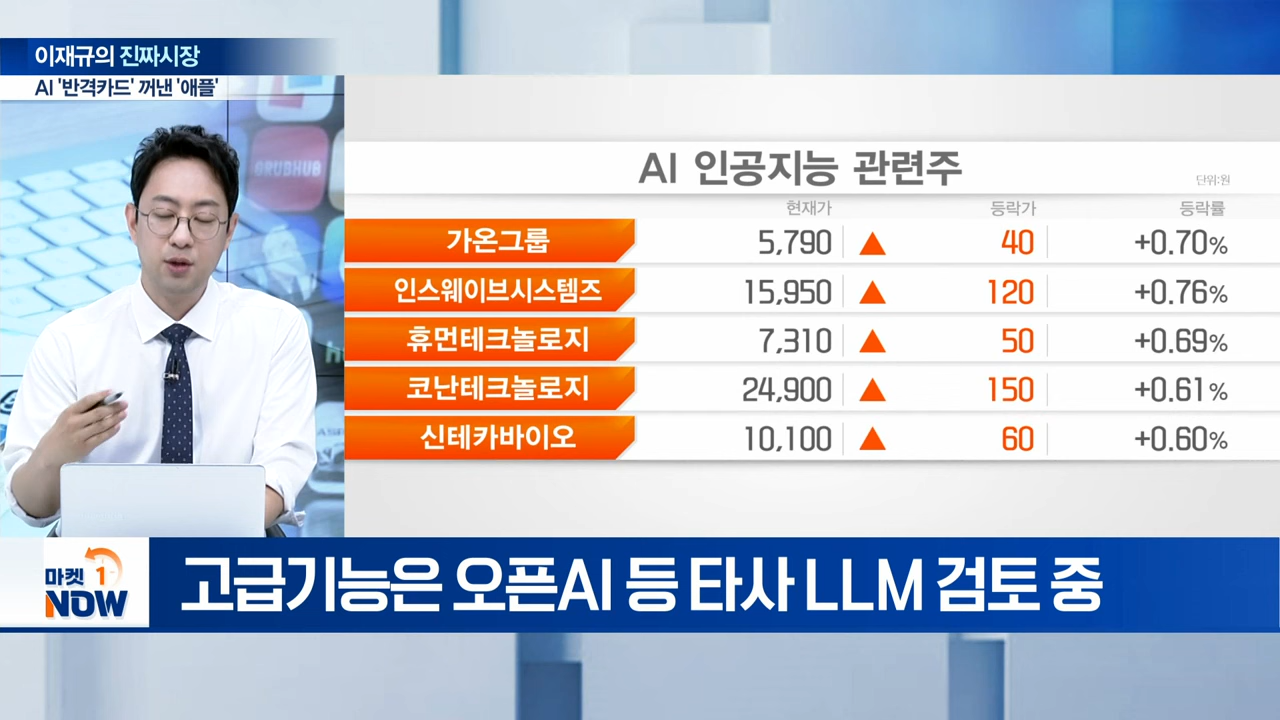 이재규의 진짜시장
AI '반격카드' 꺼낸 '애플'
GRUBHUB
AI 인공지능 관련주
단위:원
현재가 등락가 등락률
가온그룹 5,790 ▲ 40 +0.70%
인스웨이브시스템즈 15,950 ▲ 120 +0.76%
휴먼테크놀로지 7,310 ▲ 50 +0.69%
코난테크놀로지 24,900 ▲ 150 +0.61%
신테카바이오 10,100 ▲ 60 +0.60%
마켓 1
NOW
고급기능은 오픈AI 등 타사 LLM 검토 중